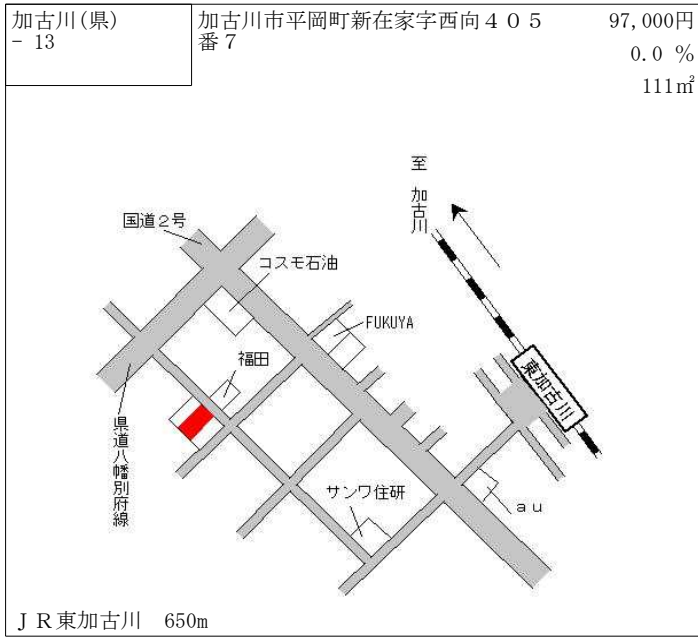 加古川(県)
- 13
加古川市平岡町新在家字西向４０５
番７
97,000円
0.0 %
111㎡
至 加古川
国道２号
コスモ石油
FUKUYA
福田
東加古川
県道八幡別府線
サンワ住研
ａｕ
ＪＲ東加古川 650m